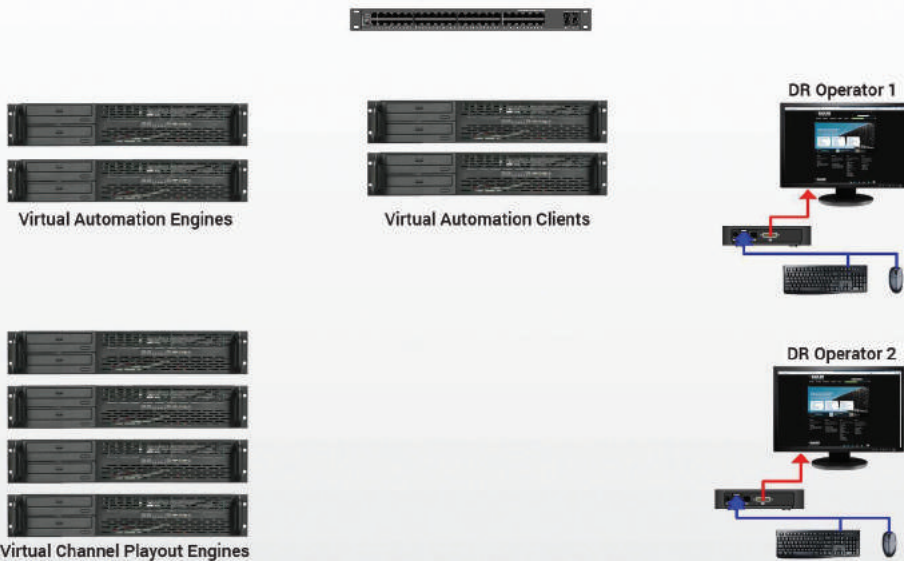 DR Operator 1
Virtual Automation Engines
Virtual Automation Clients
DR Operator 2
Virtual Channel Playout Engines